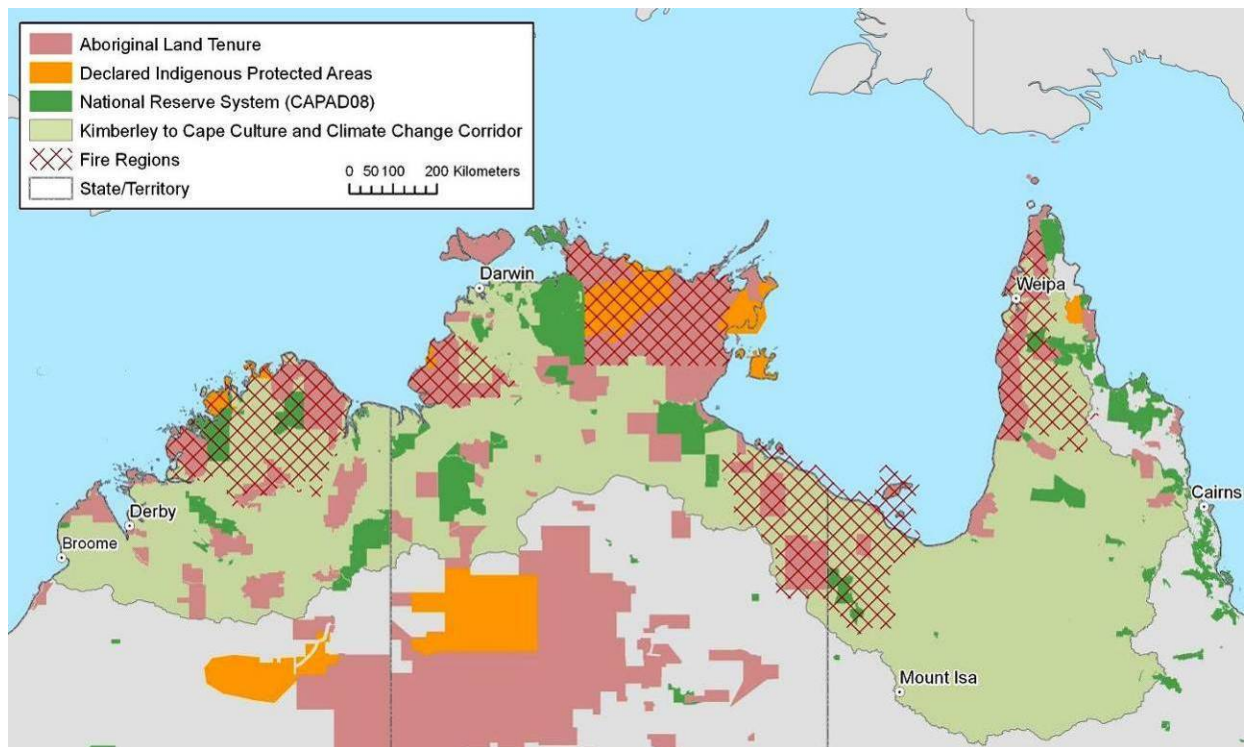 Aboriginal Land Tenure
Declared Indigenous Protected Areas
National Reserve System (CAPAD08)
Kimberley to Cape Culture and Climate Change Corridor
Fire Regions
State/Territory
0 50 100 200 Kilometers
Darwin
Weipa
Derby
Broome
Cairns
Mount Isa